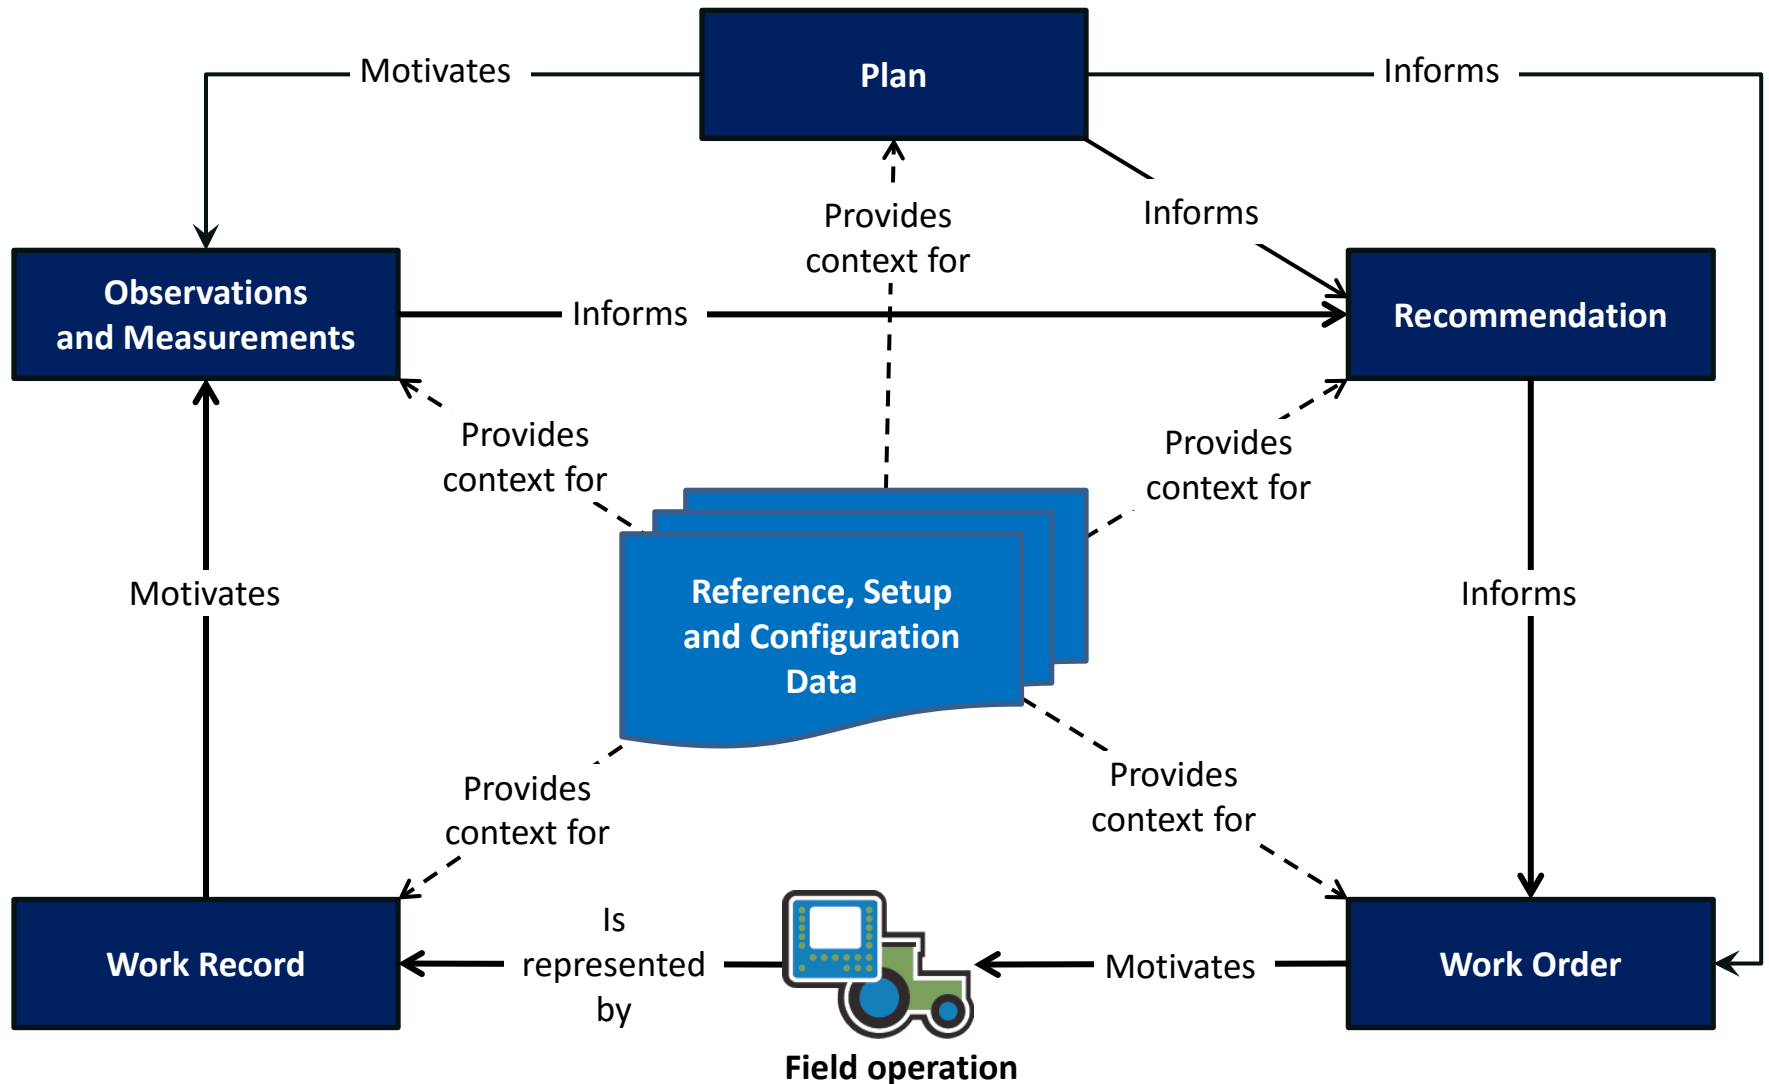 Plan
Motivates
Informs
Provides
context for
Informs
Observations
and Measurements
Informs
Recommendation
Provides
context for
Provides
context for
Motivates
Reference, Setup
and Configuration
Data
Informs
Provides
context for
Provides
context for
Work Record
Is
represented
by
Motivates
Work Order
Field operation